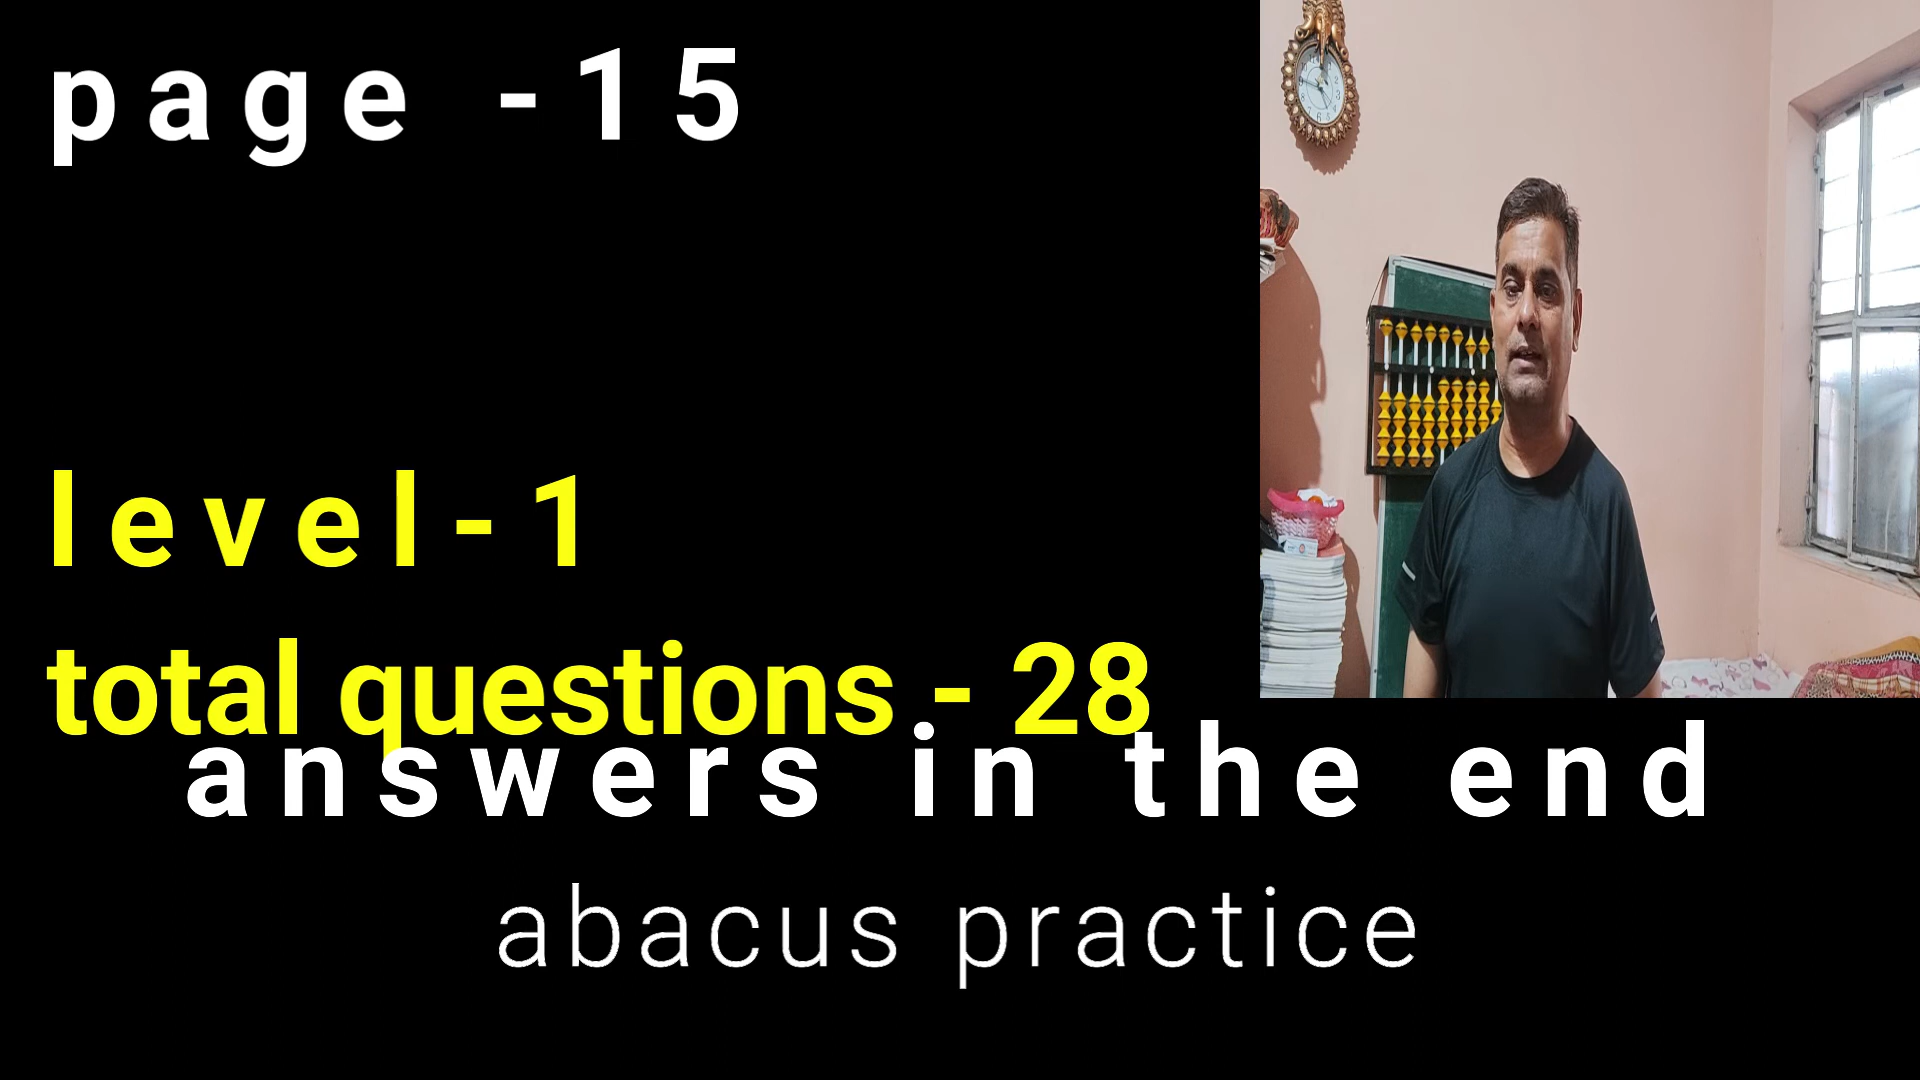 page -15
level-1
total questions - 28
answers in the end
abacus practice